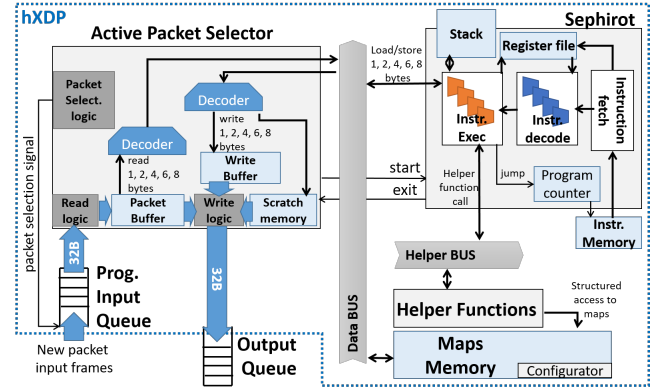 hXDP
Active Packet Selector
Sephirot
Packet
Select.
logic
Decoder
Decoder
read
1, 2, 4, 6, 8
bytes
write
1, 2, 4, 6, 8
bytes
Write
Buffer
Read
logic
Packet
Buffer
Write
logic
Scratch
memory
packet selection signal
32B
32B
Prog.
Input
Queue
New packet
input frames
Output
Queue
Data BUS
Load/store
1, 2, 4, 6, 8
bytes
start
exit
Stack
Register file
Instr.
Exec
Instr.
decode
Instruction
fetch
Helper
function
call
jump
Program
counter
Instr.
Memory
Helper BUS
Helper Functions
Structured
access to
maps
Maps
Memory
Configurator